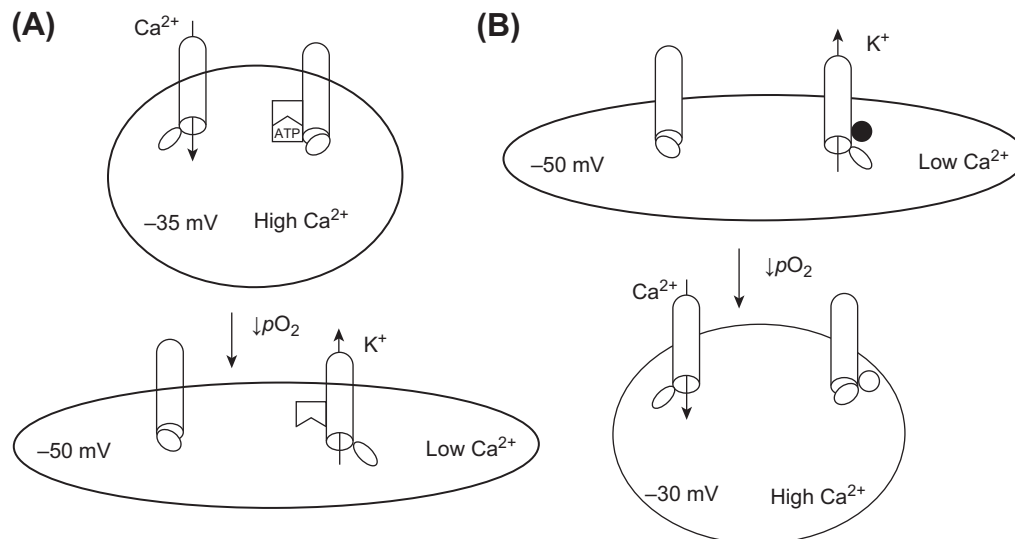 (A)
Ca²⁺
ATP
–35 mV High Ca²⁺
↓pO₂
K⁺
–50 mV Low Ca²⁺
(B)
K⁺
–50 mV Low Ca²⁺
↓pO₂
Ca²⁺
–30 mV High Ca²⁺